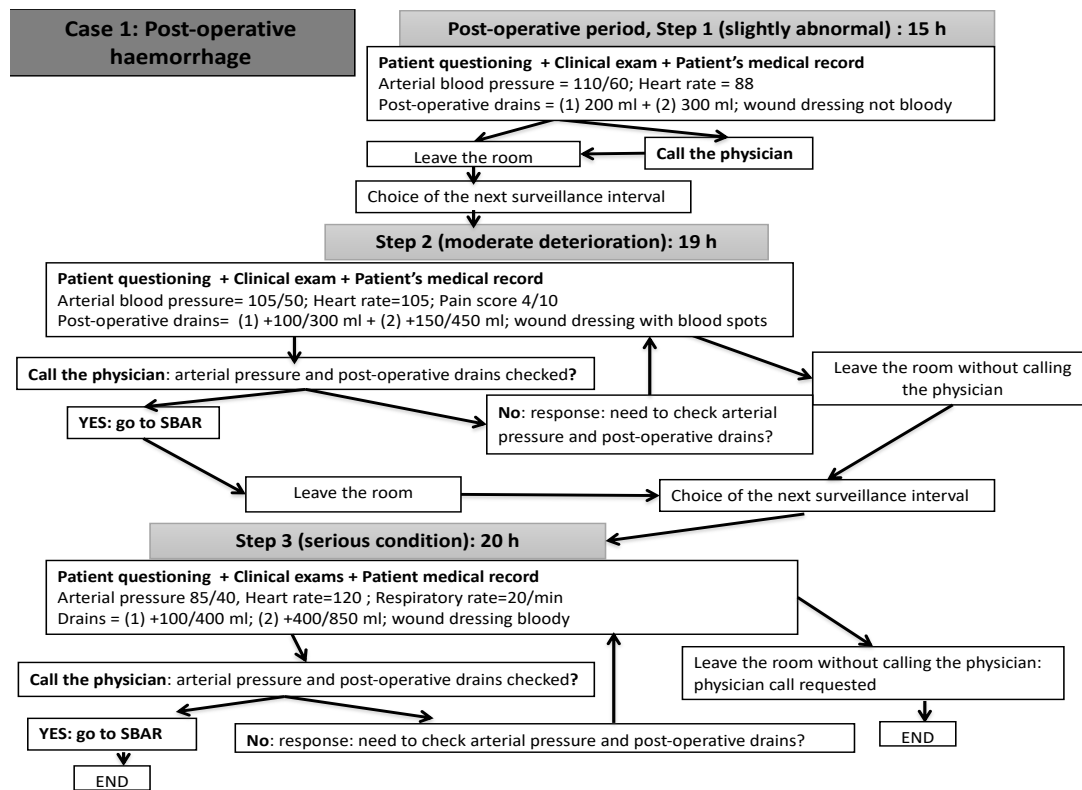 Case 1: Post-operative
haemorrhage
Post-operative period, Step 1 (slightly abnormal) : 15 h
Patient questioning + Clinical exam + Patient's medical record
Arterial blood pressure = 110/60; Heart rate = 88
Post-operative drains = (1) 200 ml + (2) 300 ml; wound dressing not bloody
Leave the room
Call the physician
Choice of the next surveillance interval
Step 2 (moderate deterioration): 19 h
Patient questioning + Clinical exam + Patient's medical record
Arterial blood pressure= 105/50; Heart rate=105; Pain score 4/10
Post-operative drains= (1) +100/300 ml + (2) +150/450 ml; wound dressing with blood spots
Call the physician: arterial pressure and post-operative drains checked?
Leave the room without calling
the physician
YES: go to SBAR
No: response: need to check arterial
pressure and post-operative drains?
Leave the room
Choice of the next surveillance interval
Step 3 (serious condition): 20 h
Patient questioning + Clinical exams + Patient medical record
Arterial pressure 85/40, Heart rate=120 ; Respiratory rate=20/min
Drains = (1) +100/400 ml; (2) +400/850 ml; wound dressing bloody
Call the physician: arterial pressure and post-operative drains checked?
Leave the room without calling the physician:
physician call requested
YES: go to SBAR
No: response: need to check arterial pressure and post-operative drains?
END
END